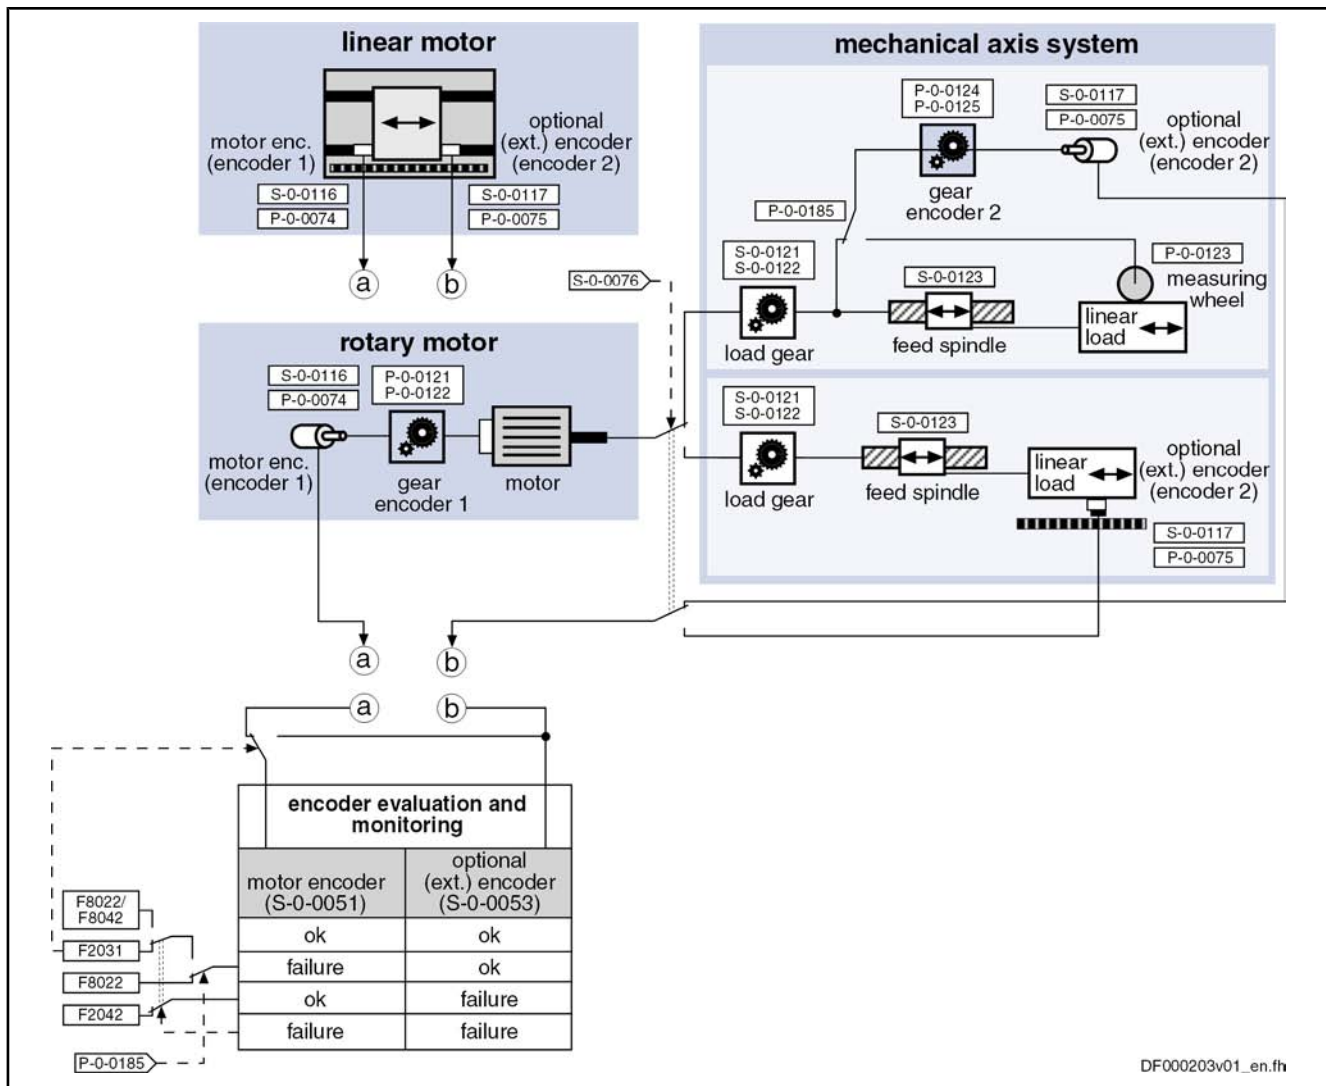 linear motor
motor enc.
(encoder 1)
optional
(ext.) encoder
(encoder 2)
S-0-0116
P-0-0074
S-0-0117
P-0-0075
a
b
mechanical axis system
P-0-0124
P-0-0125
S-0-0117
P-0-0075
optional
(ext.) encoder
(encoder 2)
gear
encoder 2
P-0-0185
S-0-0121
S-0-0122
S-0-0123
P-0-0123
measuring
wheel
linear
load
load gear
feed spindle
S-0-0076
rotary motor
S-0-0116
P-0-0074
P-0-0121
P-0-0122
motor enc.
(encoder 1)
gear
encoder 1
motor
S-0-0121
S-0-0122
S-0-0123
linear
load
optional
(ext.) encoder
(encoder 2)
load gear
feed spindle
S-0-0117
P-0-0075
a
b
a
b
encoder evaluation and
monitoring
motor encoder
(S-0-0051)
optional
(ext.) encoder
(S-0-0053)
ok
ok
failure
ok
ok
failure
failure
failure
F8022/
F8042
F2031
F8022
F2042
P-0-0185
DF000203v01_en.fh